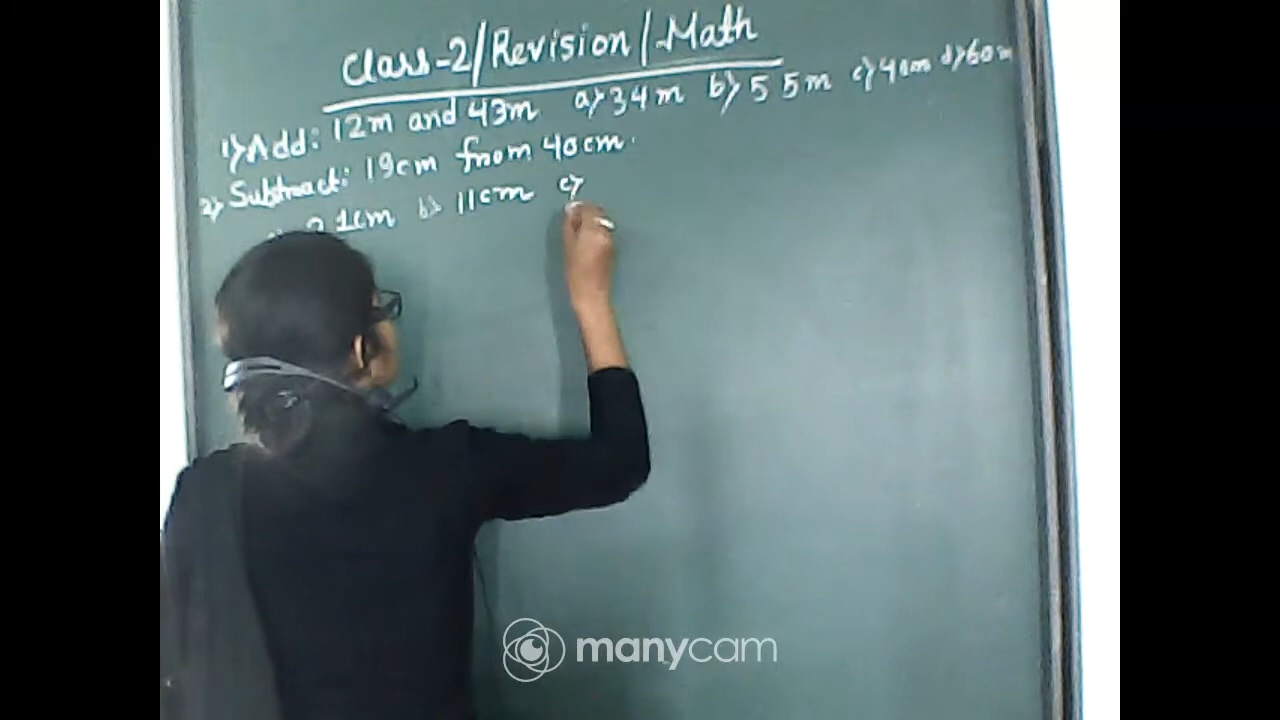 Class-2/Revision/Math
1) Add: 12m and 43m a) 34m b) 55m c) 40m d) 60m
2) Subtract: 19cm from 40cm.
21cm b) 11cm c)
manycam